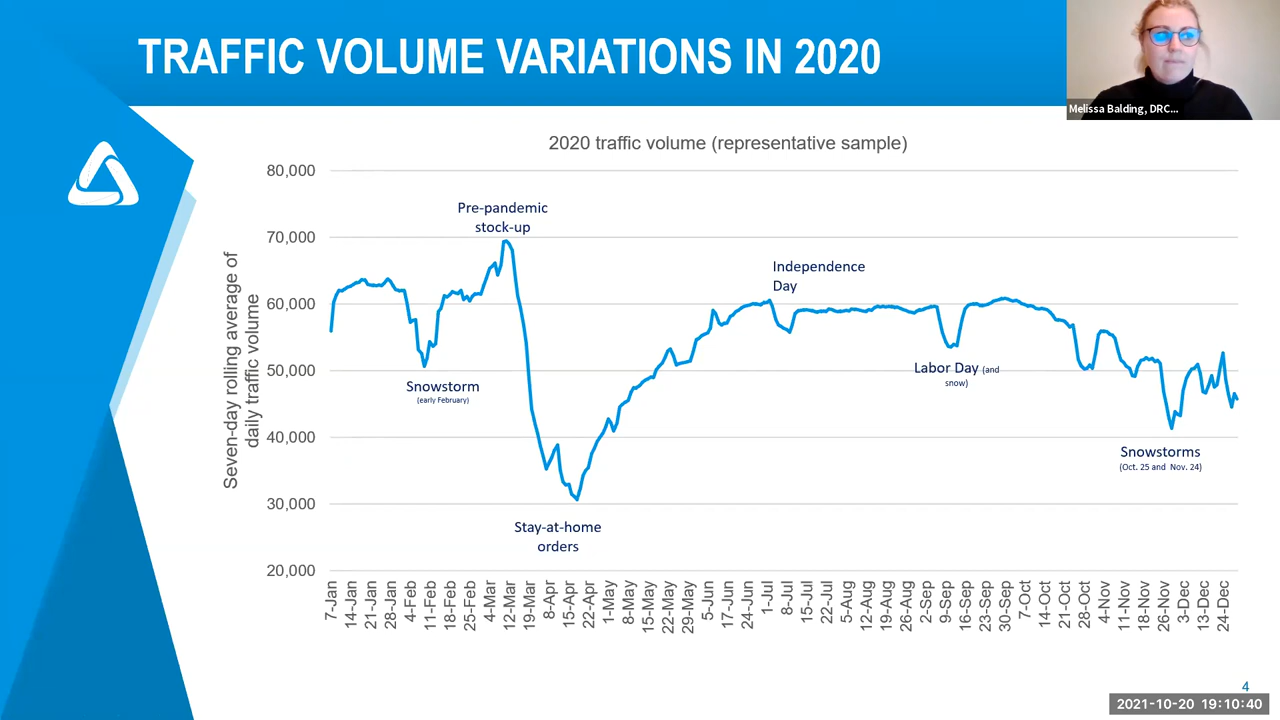 TRAFFIC VOLUME VARIATIONS IN 2020
Melissa Balding, DRC...
2020 traffic volume (representative sample)
Seven-day rolling average of
daily traffic volume
80,000
70,000
60,000
50,000
40,000
30,000
20,000
Pre-pandemic
stock-up
Independence
Day
Snowstorm
(early February)
Labor Day (and
snow)
Snowstorms
(Oct. 25 and Nov. 24)
Stay-at-home
orders
7-Jan
14-Jan
21-Jan
28-Jan
4-Feb
11-Feb
18-Feb
25-Feb
4-Mar
12-Mar
19-Mar
8-Apr
15-Apr
22-Apr
1-May
8-May
15-May
22-May
29-May
5-Jun
17-Jun
24-Jun
1-Jul
8-Jul
15-Jul
22-Jul
5-Aug
12-Aug
19-Aug
26-Aug
2-Sep
9-Sep
16-Sep
23-Sep
30-Sep
7-Oct
14-Oct
21-Oct
28-Oct
4-Nov
11-Nov
18-Nov
26-Nov
3-Dec
13-Dec
24-Dec
4
2021-10-20 19:10:40